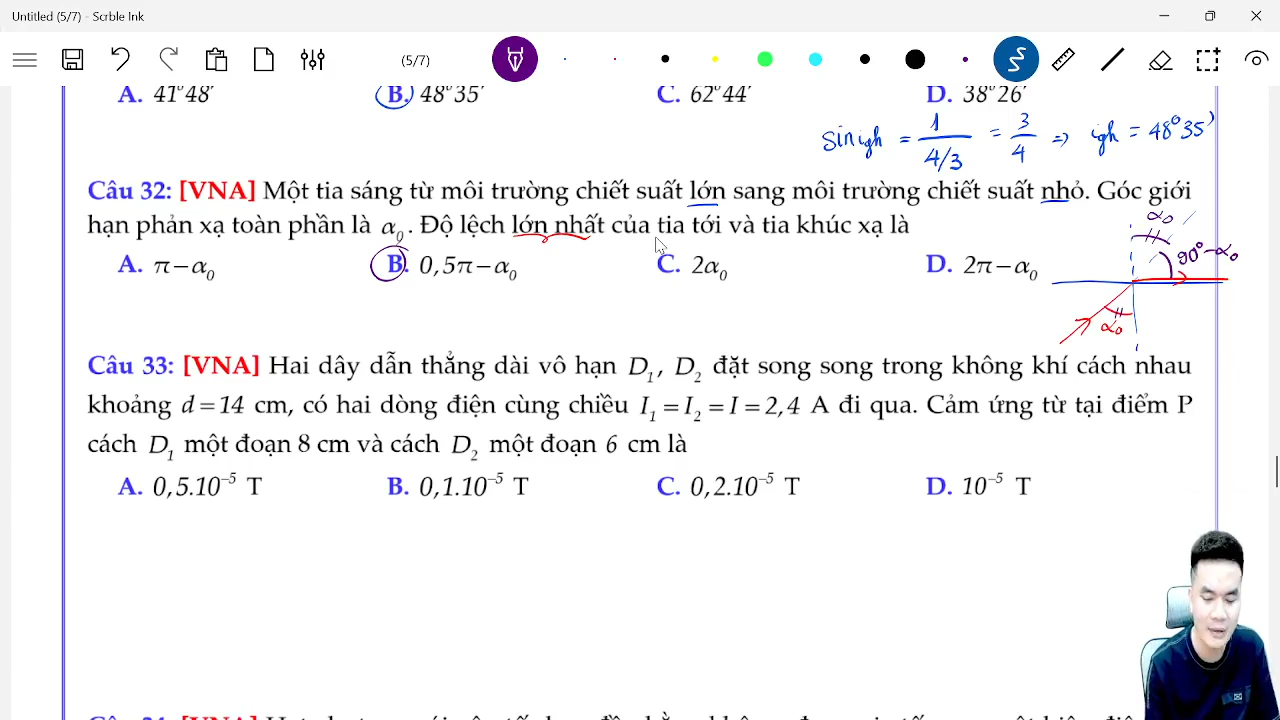 Untitled (5/7) - Scrble Ink
(5/7)
A. 41°48' B. 48°35' C. 62°44' D. 38°26'
sin igh = 1 / 4/3 = 3/4 => igh = 48°35'
Câu 32: [VNA] Một tia sáng từ môi trường chiết suất lớn sang môi trường chiết suất nhỏ. Góc giới
hạn phản xạ toàn phần là α₀. Độ lệch lớn nhất của tia tới và tia khúc xạ là
A. π−α₀ B. 0,5π−α₀ C. 2α₀ D. 2π−α₀
α₀
90°−α₀
α₀
Câu 33: [VNA] Hai dây dẫn thẳng dài vô hạn D₁, D₂ đặt song song trong không khí cách nhau
khoảng d=14 cm, có hai dòng điện cùng chiều I₁ = I₂ = I = 2,4 A đi qua. Cảm ứng từ tại điểm P
cách D₁ một đoạn 8 cm và cách D₂ một đoạn 6 cm là
A. 0,5.10⁻⁵ T B. 0,1.10⁻⁵ T C. 0,2.10⁻⁵ T D. 10⁻⁵ T